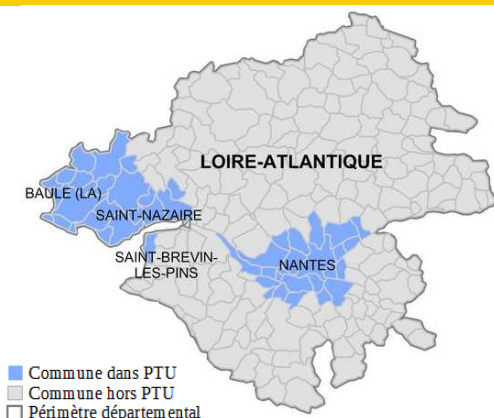 LOIRE-ATLANTIQUE
BAULE (LA)
SAINT-NAZAIRE
SAINT-BREVIN-
LES-PINS
NANTES
Commune dans PTU
Commune hors PTU
Périmètre départemental